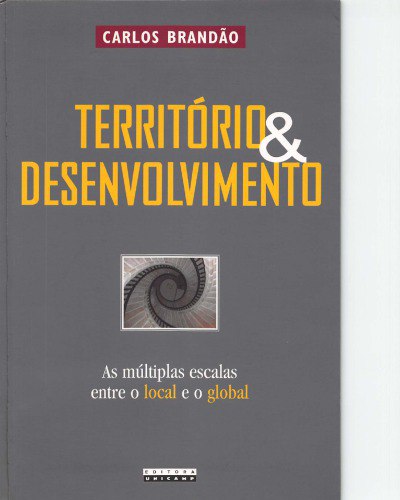 CARLOS BRANDÃO
TERRITÓRIO
&
DESENVOLVIMENTO
As múltiplas escalas
entre o local e o global
EDITORA
UNICAMP